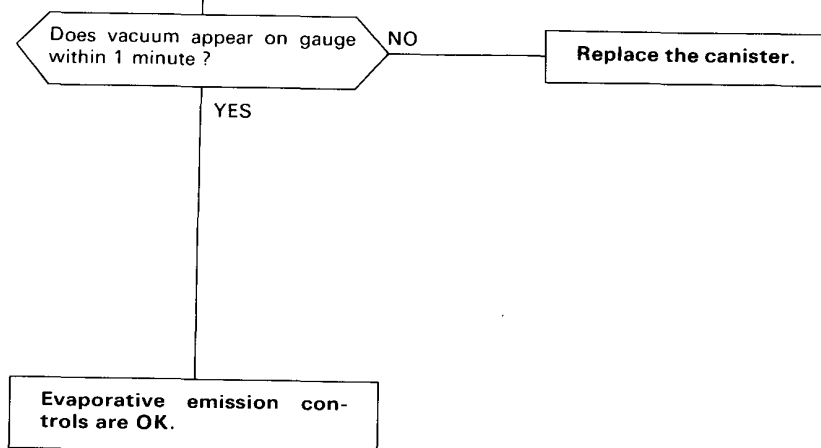 Does vacuum appear on gauge
within 1 minute ?
NO
Replace the canister.
YES
Evaporative emission con-
trols are OK.